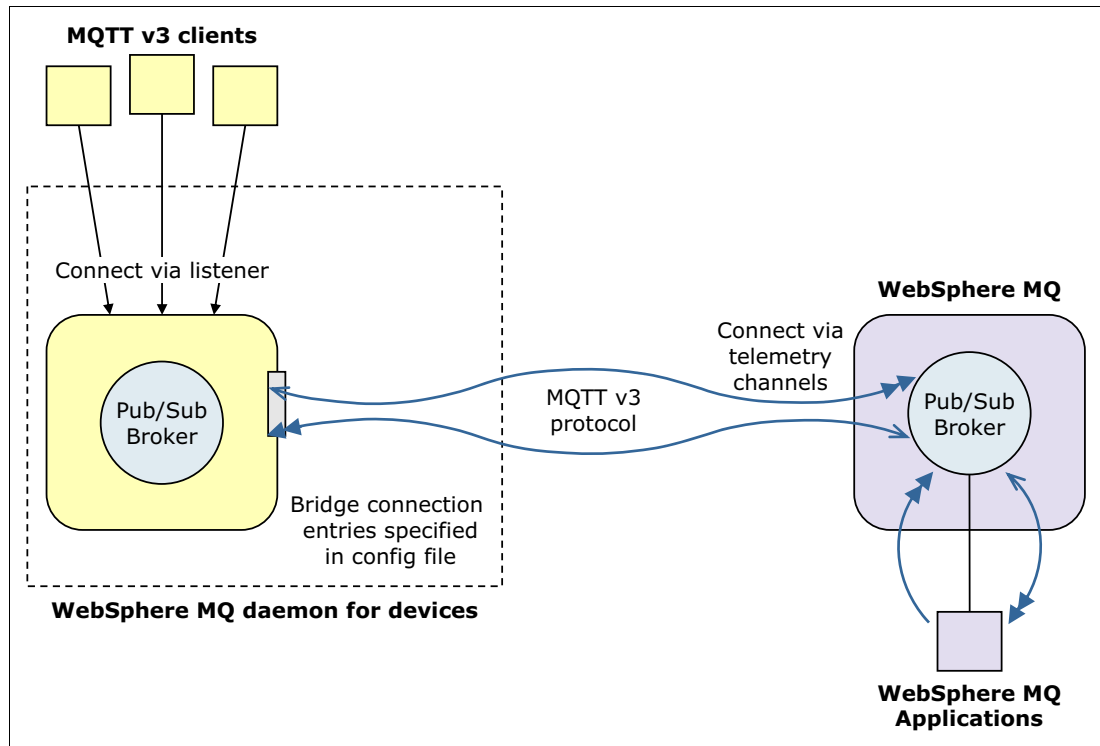 MQTT v3 clients
Connect via listener
Pub/Sub
Broker
Bridge connection
entries specified
in config file
WebSphere MQ daemon for devices
MQTT v3
protocol
Connect via
telemetry
channels
WebSphere MQ
Pub/Sub
Broker
WebSphere MQ
Applications